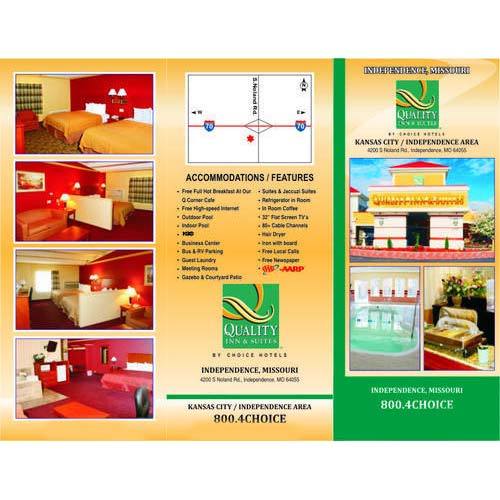 S.Noland Rd.
N
W
E
70
70
ACCOMMODATIONS / FEATURES
• Free Full Hot Breakfast At Our
Q.Corner Cafe
• Free High-speed Internet
• Outdoor Pool
• Indoor Pool
• Business Center
• Bus & RV Parking
• Guest Laundry
• Meeting Rooms
• Gazebo & Courtyard Patio
• Suites & Jaccuzi Suites
• Refrigerator in Room
• In Room Coffee
• 32" Flat Screen TV's
• 80+ Cable Channels
• Hair Dryer
• Iron with board
• Free Local Calls
• Free Newspaper
• AAA AARP
QUALITY
INN & SUITES
BY CHOICE HOTELS
INDEPENDENCE, MISSOURI
4200 S Noland Rd., Independence, MO 64055
KANSAS CITY / INDEPENDENCE AREA
800.4CHOICE
INDEPENDENCE, MISSOURI
QUALITY
INN & SUITES
BY CHOICE HOTELS
KANSAS CITY / INDEPENDENCE AREA
4200 S Noland Rd., Independence, MO 64055
QUALITY INN & SUITES
INDEPENDENCE, MISSOURI
800.4CHOICE